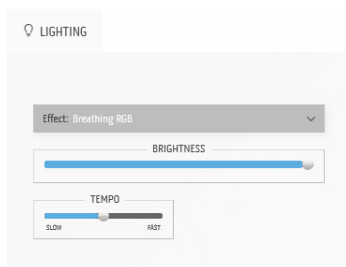 LIGHTING
Effect: Breathing RGB
BRIGHTNESS
TEMPO
SLOW FAST